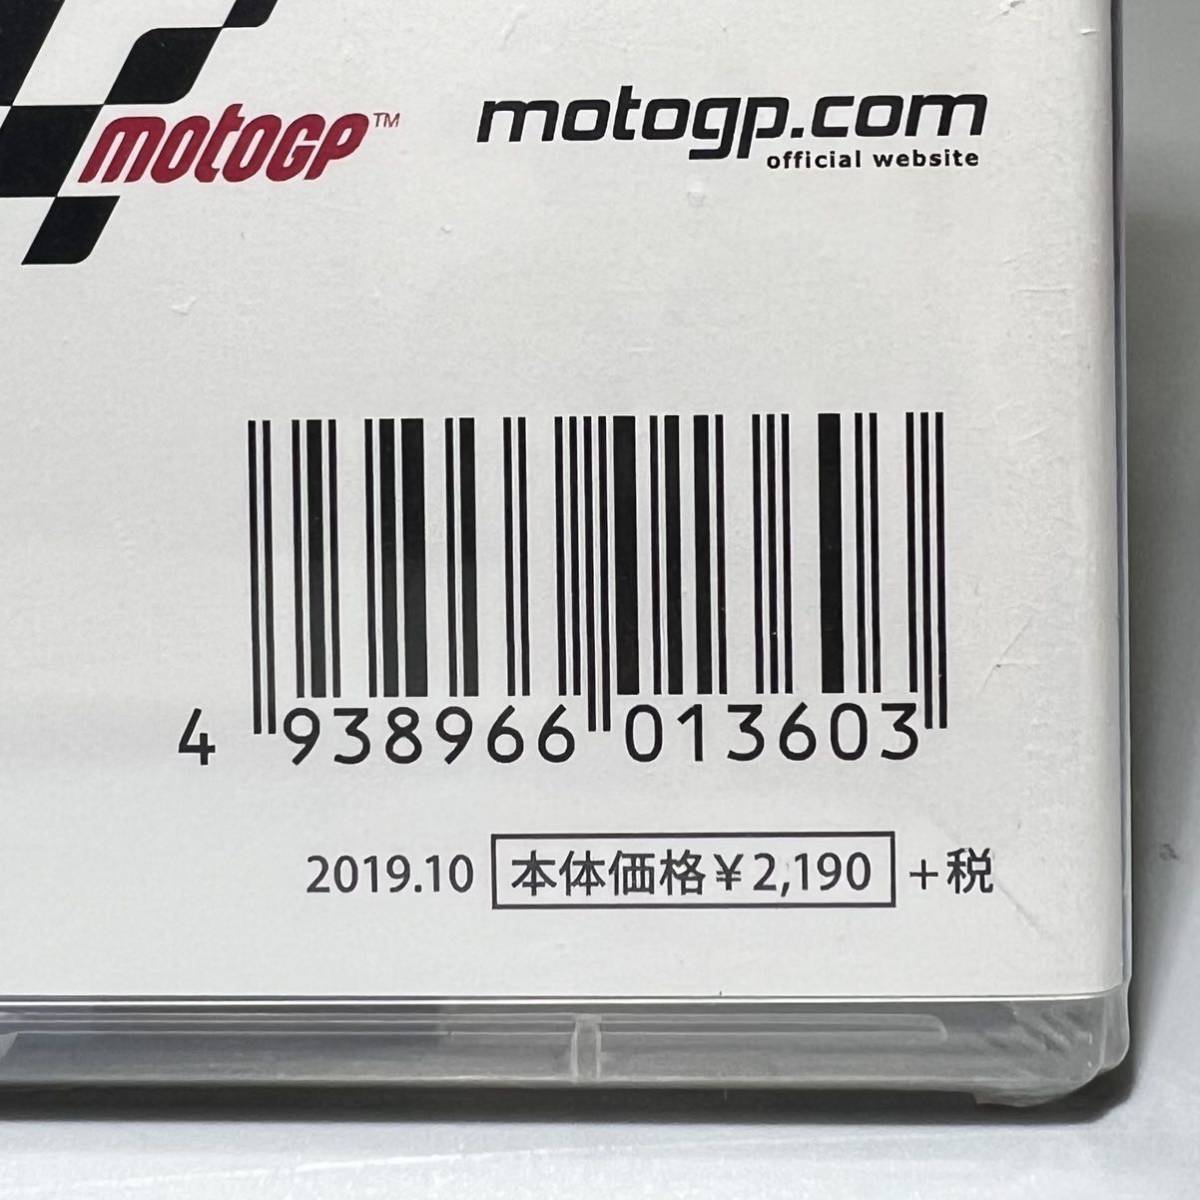 motoGP™
motogp.com
official website
4 938966 013603
2019.10 本体価格￥2,190 +税